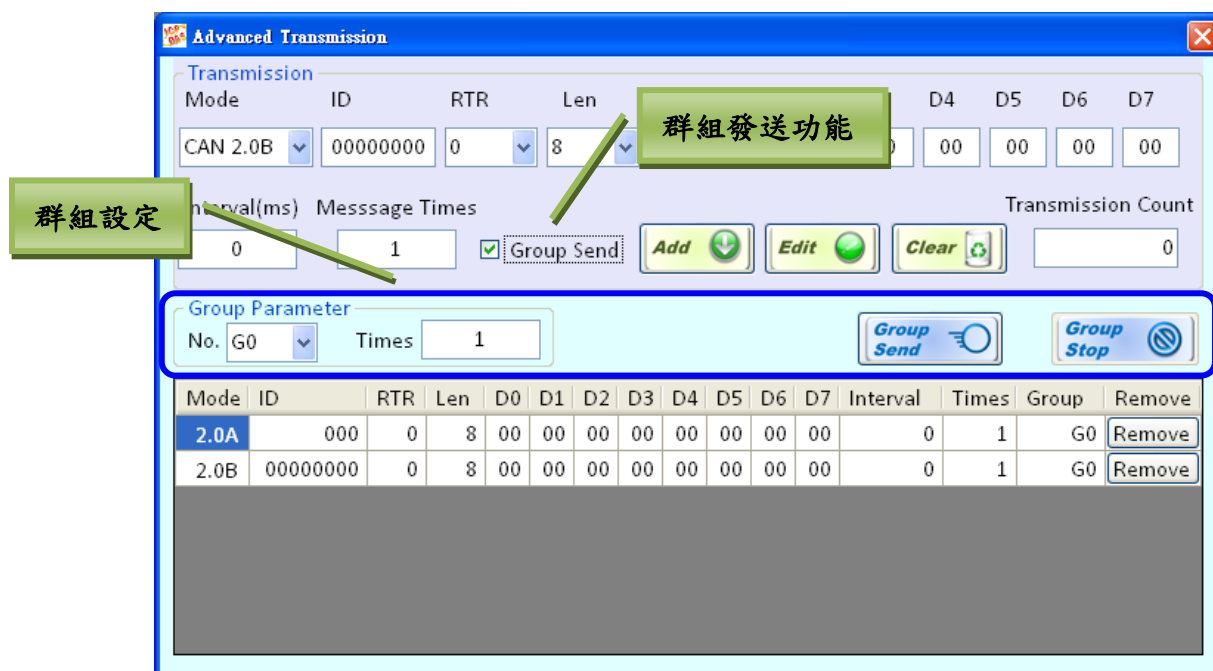 Advanced Transmission
Transmission
Mode ID RTR Len D4 D5 D6 D7
CAN 2.0B 00000000 0 8 00 00 00 00
群組發送功能
群組設定
Interval(ms) Messsage Times Transmission Count
0 1 Group Send Add Edit Clear 0
Group Parameter
No. G0 Times 1 Group Send Group Stop
Mode ID RTR Len D0 D1 D2 D3 D4 D5 D6 D7 Interval Times Group Remove
2.0A 000 0 8 00 00 00 00 00 00 00 00 0 1 G0 Remove
2.0B 00000000 0 8 00 00 00 00 00 00 00 00 0 1 G0 Remove